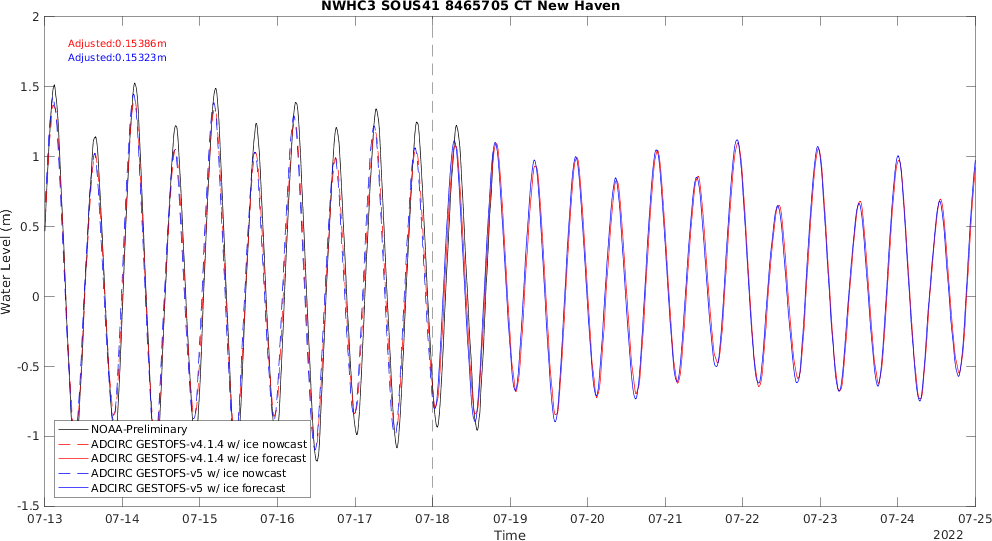 NWHC3 SOUS41 8465705 CT New Haven
Adjusted:0.15386m
Adjusted:0.15323m
2
1.5
1
0.5
0
-0.5
-1
-1.5
Water Level (m)
NOAA-Preliminary
ADCIRC GESTOFS-v4.1.4 w/ ice nowcast
ADCIRC GESTOFS-v4.1.4 w/ ice forecast
ADCIRC GESTOFS-v5 w/ ice nowcast
ADCIRC GESTOFS-v5 w/ ice forecast
07-13 07-14 07-15 07-16 07-17 07-18 07-19 07-20 07-21 07-22 07-23 07-24 07-25
Time
2022